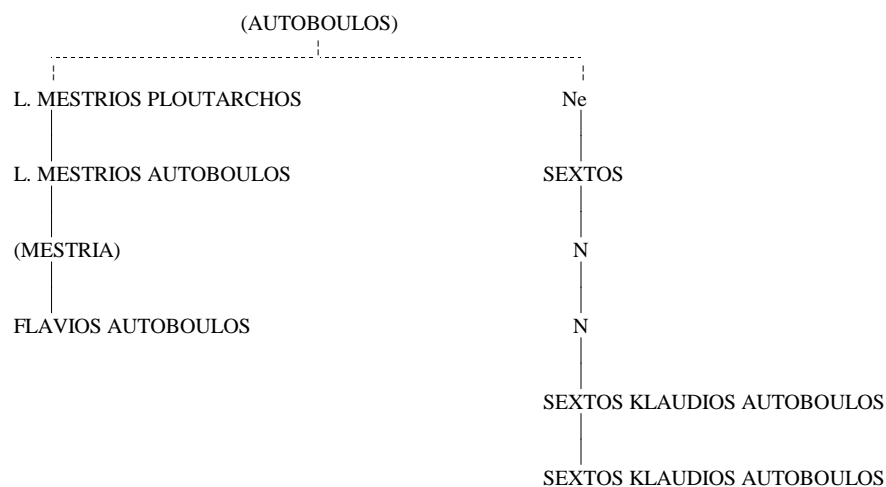 (AUTOBOULOS)
L. MESTRIOS PLOUTARCHOS Ne
L. MESTRIOS AUTOBOULOS SEXTOS
(MESTRIA) N
FLAVIOS AUTOBOULOS N
SEXTOS KLAUDIOS AUTOBOULOS
SEXTOS KLAUDIOS AUTOBOULOS